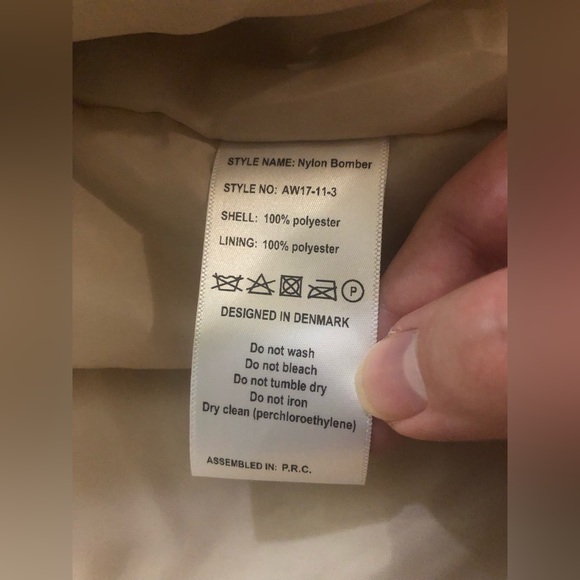 STYLE NAME: Nylon Bomber
STYLE NO: AW17-11-3
SHELL: 100% polyester
LINING: 100% polyester
P
DESIGNED IN DENMARK
Do not wash
Do not bleach
Do not tumble dry
Do not iron
Dry clean (perchloroethylene)
ASSEMBLED IN: P.R.C.